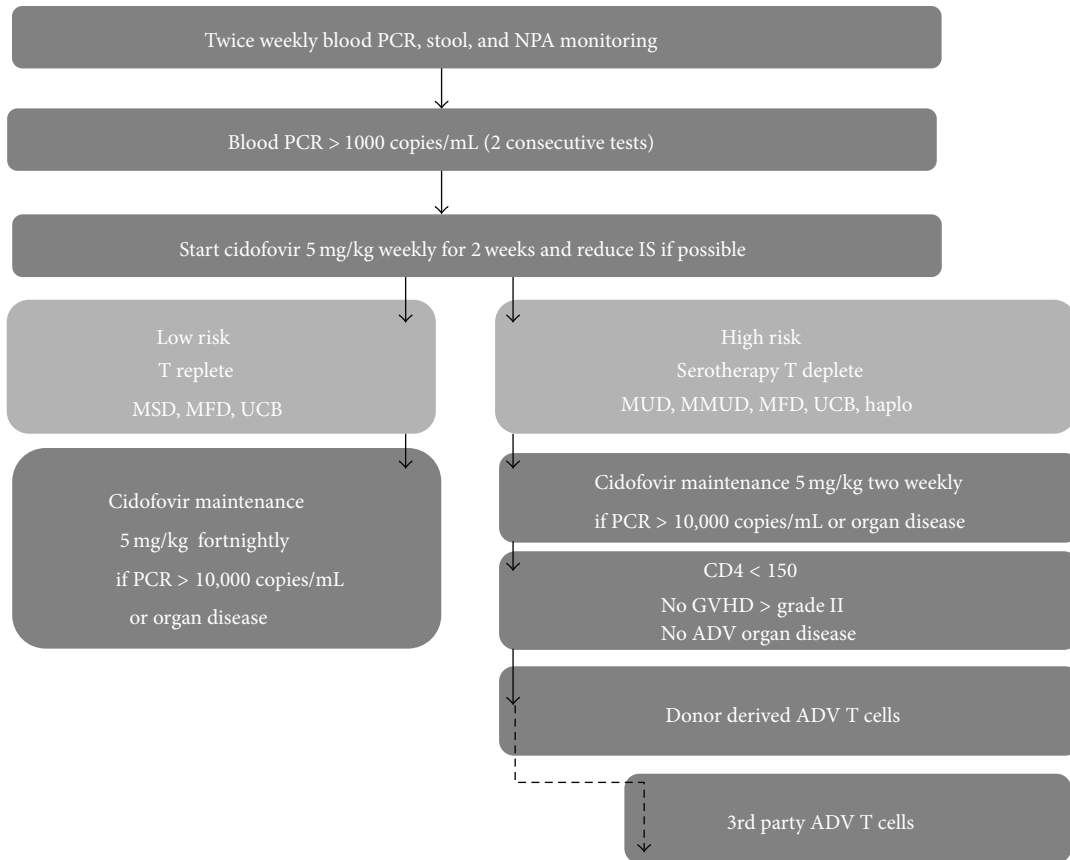 Twice weekly blood PCR, stool, and NPA monitoring
Blood PCR > 1000 copies/mL (2 consecutive tests)
Start cidofovir 5 mg/kg weekly for 2 weeks and reduce IS if possible
Low risk
T replete
MSD, MFD, UCB
High risk
Serotherapy T deplete
MUD, MMUD, MFD, UCB, haplo
Cidofovir maintenance
5 mg/kg fortnightly
if PCR > 10,000 copies/mL
or organ disease
Cidofovir maintenance 5 mg/kg two weekly
if PCR > 10,000 copies/mL or organ disease
CD4 < 150
No GVHD > grade II
No ADV organ disease
Donor derived ADV T cells
3rd party ADV T cells